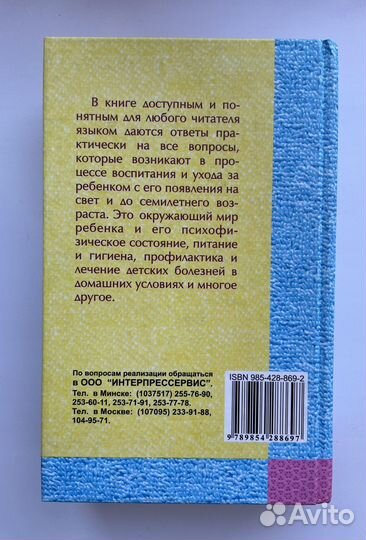 В книге доступным и по-
нятным для любого читателя
языком даются ответы прак-
тически на все вопросы,
которые возникают в про-
цессе воспитания и ухода за
ребенком с его появления на
свет и до семилетнего воз-
раста. Это окружающий мир
ребенка и его психофи-
зическое состояние, питание
и гигиена, профилактика и
лечение детских болезней в
домашних условиях и многое
другое.
По вопросам реализации обращаться
в ООО "ИНТЕРПРЕССЕРВИС".
Тел. в Минске: (1037517) 255-76-90,
253-60-11, 253-71-91, 253-77-78.
Тел. в Москве: (107095) 233-91-88,
104-95-71.
ISBN 985-428-869-2
9 789854 288697
Avito